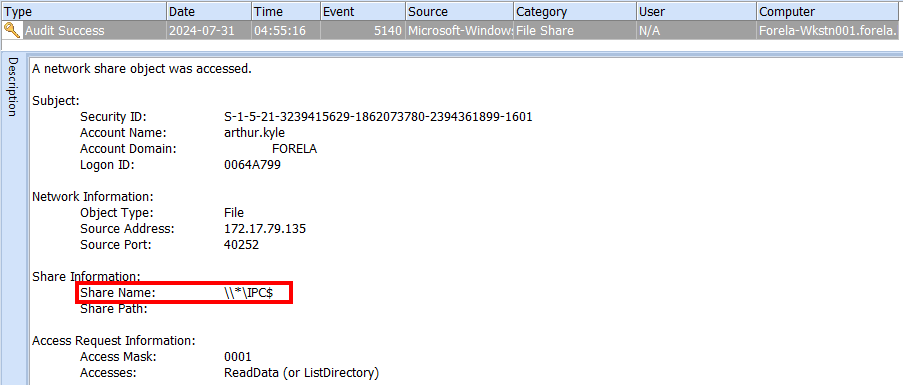 Type Date Time Event Source Category User Computer
Audit Success 2024-07-31 04:55:16 5140 Microsoft-Windows File Share N/A Forela-Wkstn001.forela.
Description
A network share object was accessed.
Subject:
Security ID: S-1-5-21-3239415629-1862073780-2394361899-1601
Account Name: arthur.kyle
Account Domain: FORELA
Logon ID: 0064A799
Network Information:
Object Type: File
Source Address: 172.17.79.135
Source Port: 40252
Share Information:
Share Name: \\*\IPC$
Share Path:
Access Request Information:
Access Mask: 0001
Accesses: ReadData (or ListDirectory)